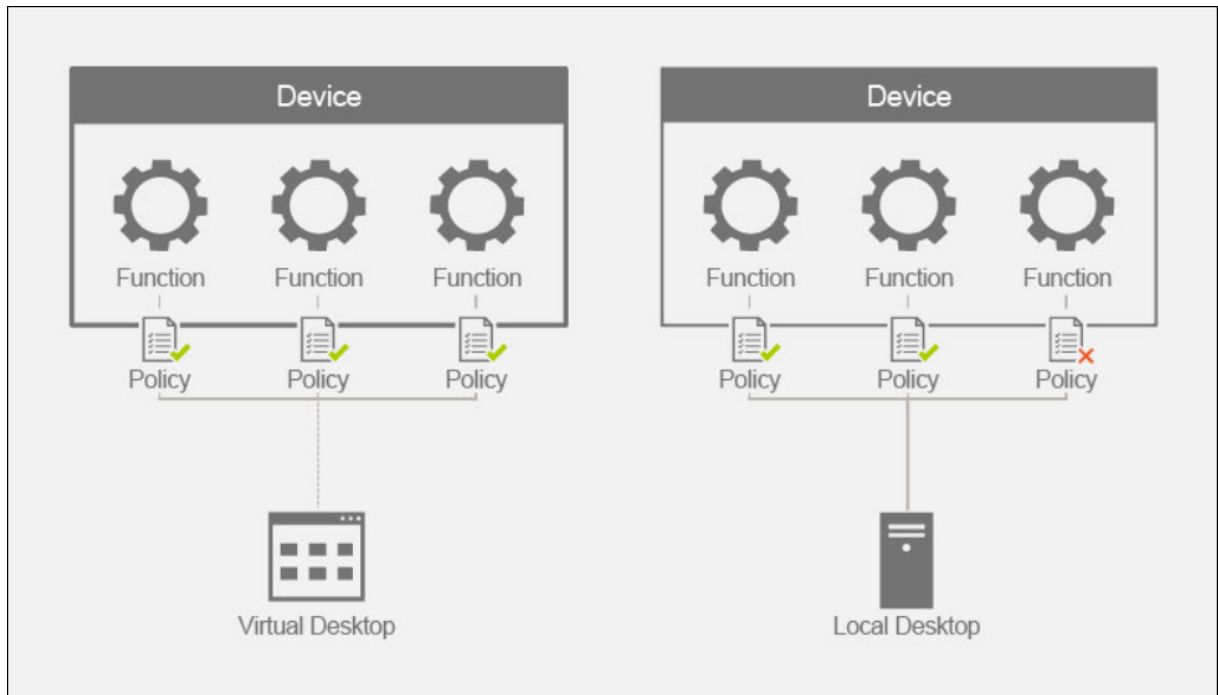 Device
Device
Function Function Function
Function Function Function
Policy Policy Policy
Policy Policy Policy
Virtual Desktop
Local Desktop